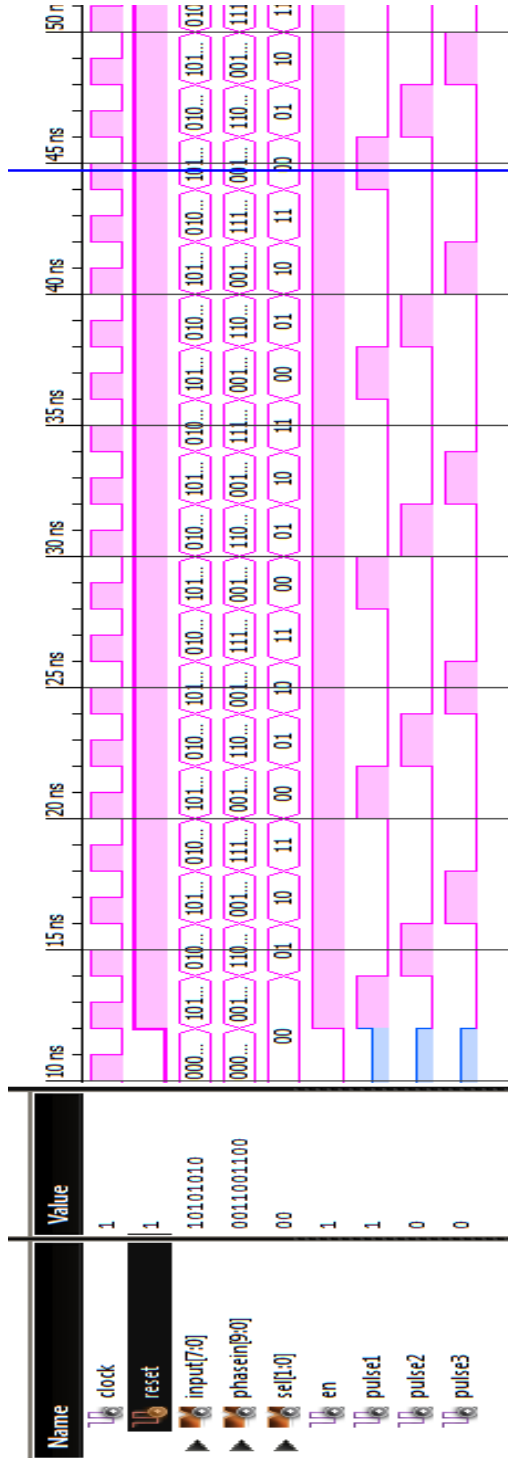 Name Value 10 ns 15 ns 20 ns 25 ns 30 ns 35 ns 40 ns 45 ns 50 n
clock 1
reset 1
input[7:0] 10101010 000... 101... 010... 101... 010... 101... 010... 101... 010... 101... 010... 101... 010... 101... 010... 101... 010... 101... 010... 101... 010
phasein[9:0] 0011001100 000... 001... 110... 001... 111... 001... 110... 001... 111... 001... 110... 001... 111... 001... 110... 001... 111... 001... 110... 001... 111
sel[1:0] 00 00 01 10 11 00 01 10 11 00 01 10 11 00 01 10 11 00 01 10 11
en 1
pulse1 1
pulse2 0
pulse3 0